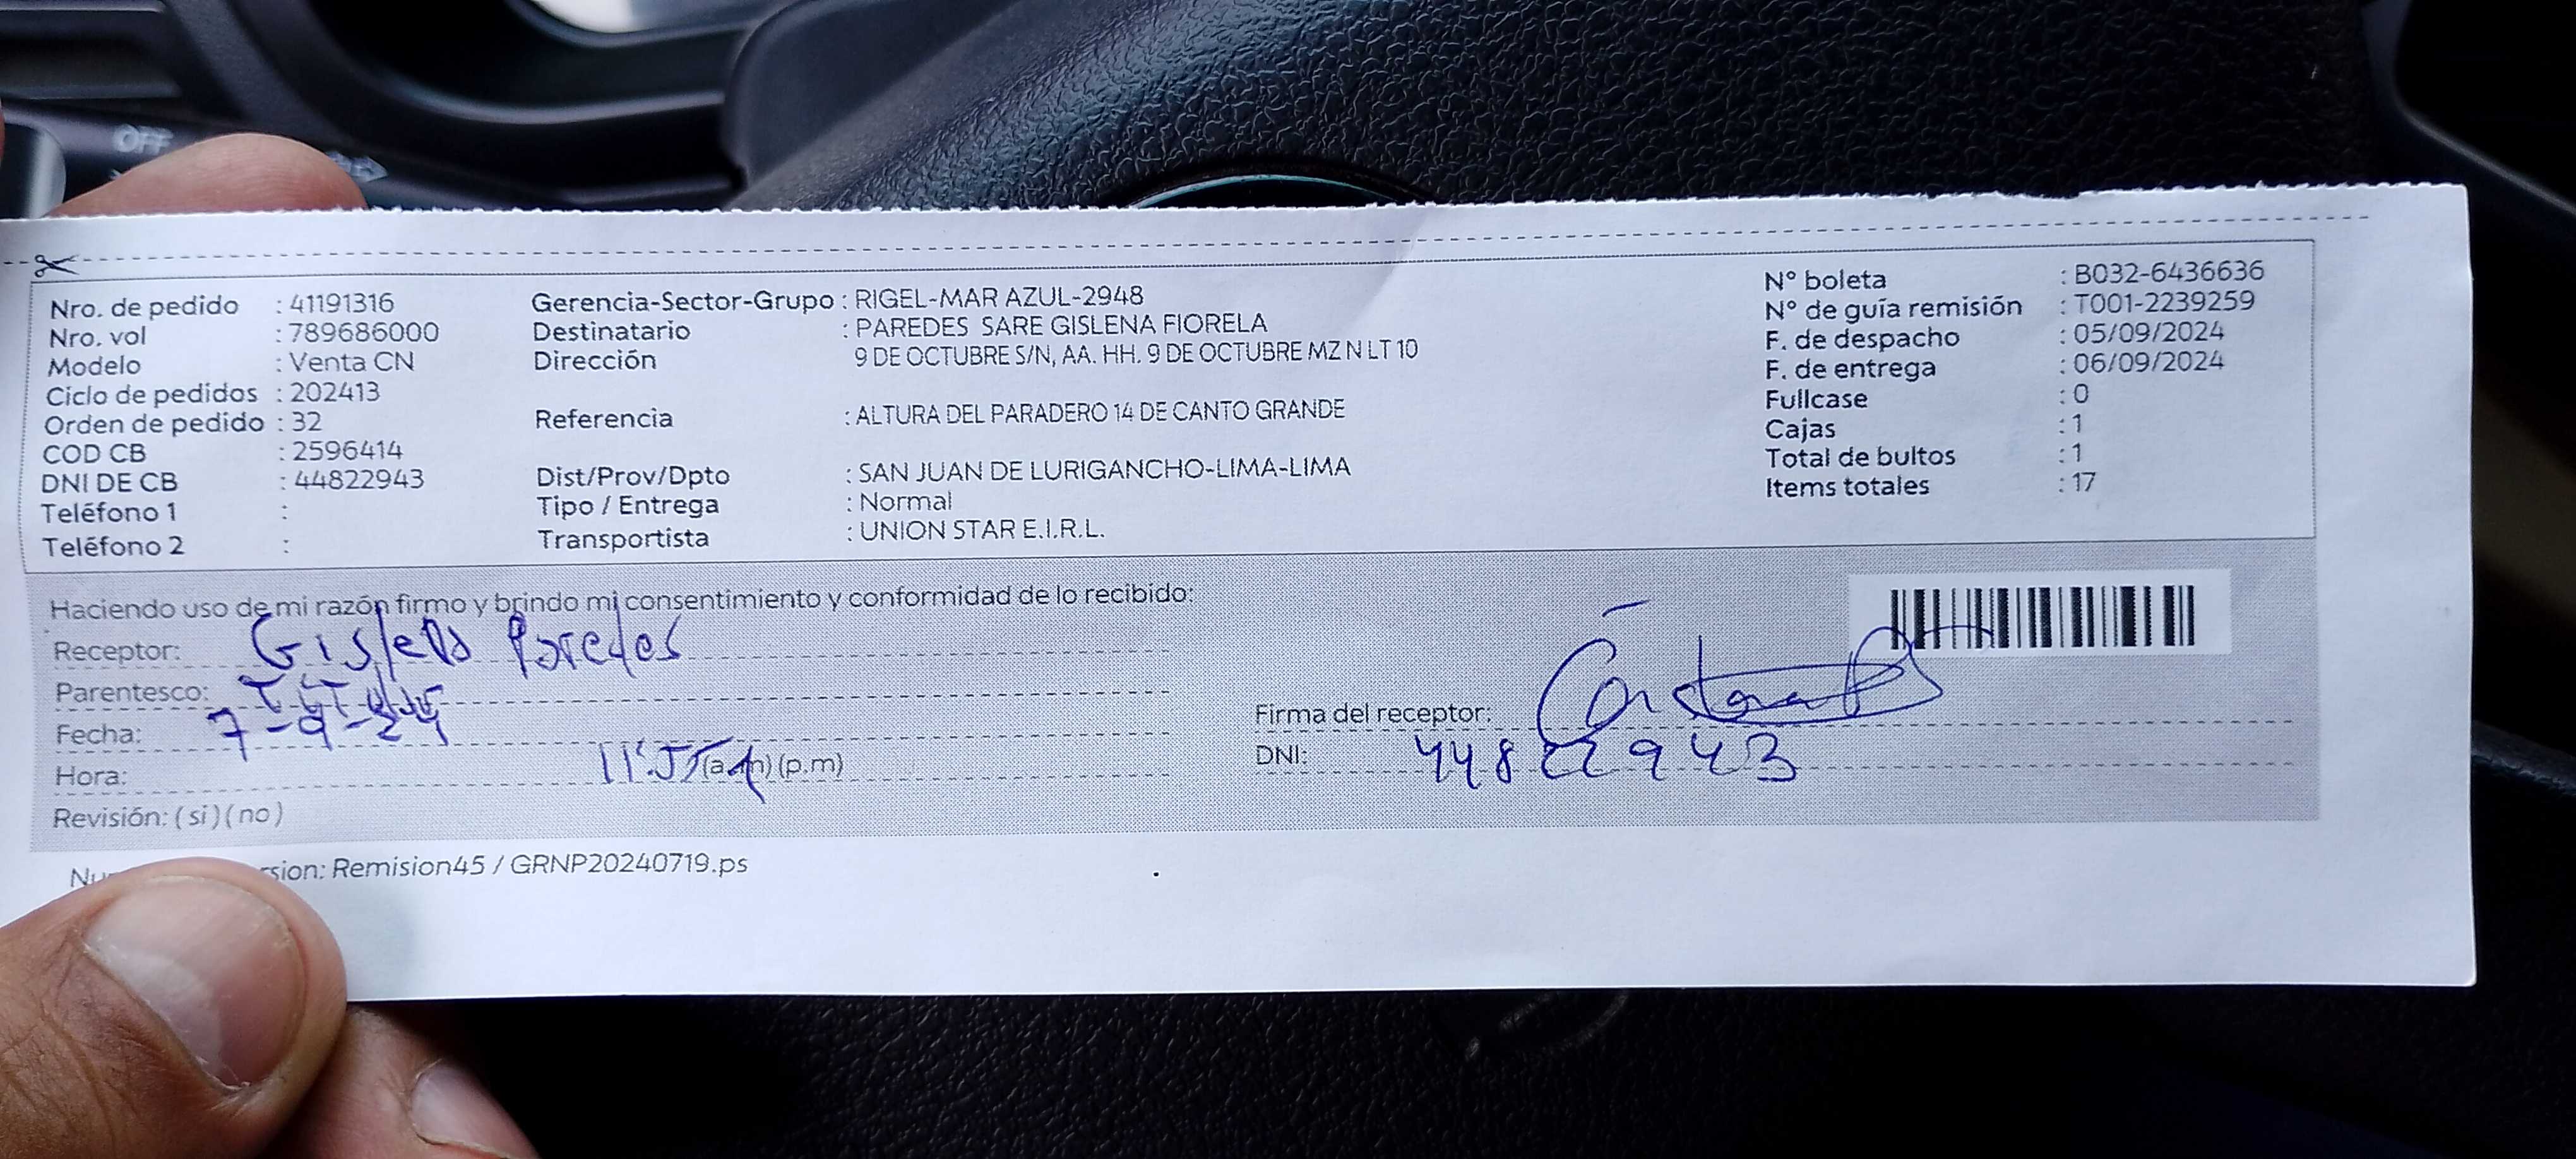 OFF
Nro. de pedido : 41191316
Nro. vol : 789686000
Modelo : Venta CN
Ciclo de pedidos : 202413
Orden de pedido : 32
COD CB : 2596414
DNI DE CB : 44822943
Teléfono 1 :
Teléfono 2 :
Gerencia-Sector-Grupo : RIGEL-MAR AZUL-2948
Destinatario : PAREDES SARE GISLENA FIORELA
Dirección 9 DE OCTUBRE S/N, AA. HH. 9 DE OCTUBRE MZ N LT 10
Referencia : ALTURA DEL PARADERO 14 DE CANTO GRANDE
Dist/Prov/Dpto : SAN JUAN DE LURIGANCHO-LIMA-LIMA
Tipo / Entrega : Normal
Transportista : UNION STAR E.I.R.L.
N° boleta : B032-6436636
N° de guía remisión : T001-2239259
F. de despacho : 05/09/2024
F. de entrega : 06/09/2024
Fullcase : 0
Cajas : 1
Total de bultos : 1
Items totales : 17
Haciendo uso de mi razón firmo y brindo mi consentimiento y conformidad de lo recibido:
Receptor: Paredes
Parentesco:
Fecha: 7-9-24
Hora: (a.m) (p.m)
Revisión: ( si ) ( no )
Firma del receptor:
DNI: 44822943
sion: Remision45 / GRNP20240719.ps